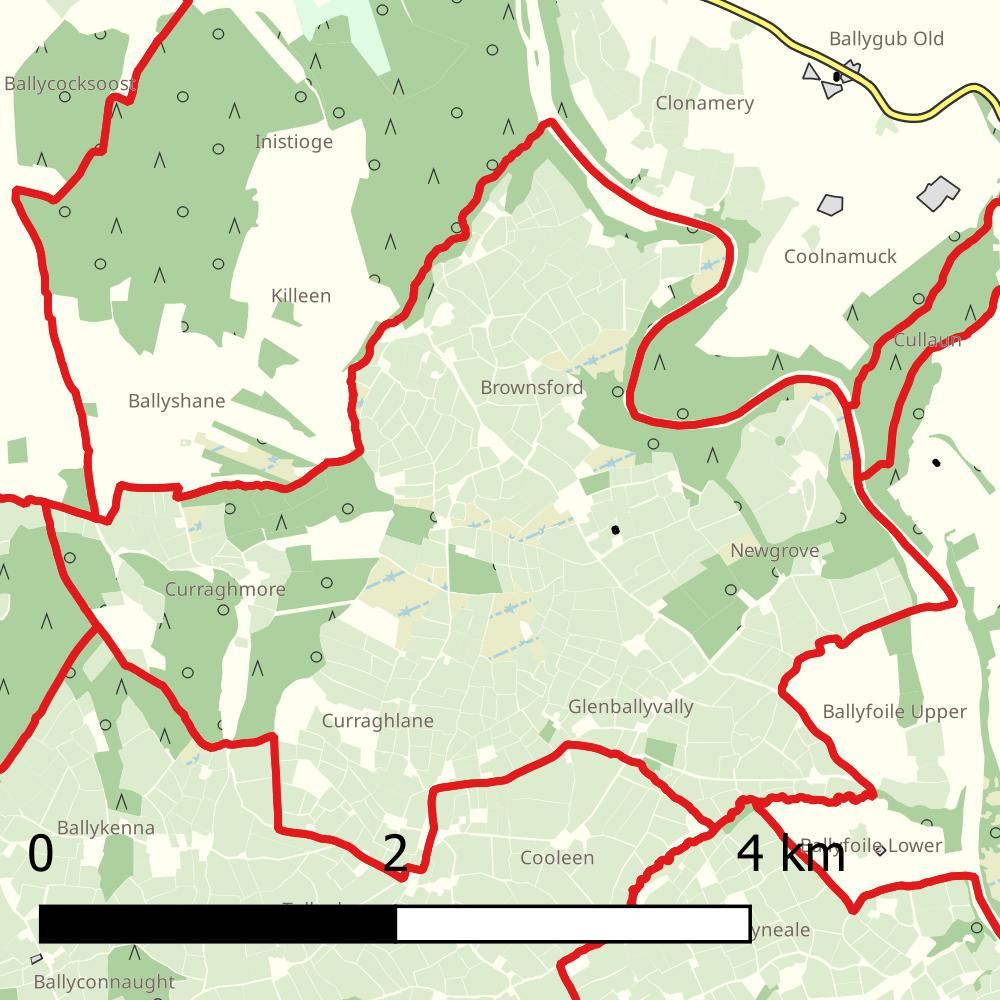 Ballygub Old
Ballycocksoost
Clonamery
Inistioge
Coolnamuck
Killeen
Cullaun
Brownsford
Ballyshane
Newgrove
Curraghmore
Glenballyvally
Ballyfoile Upper
Curraghlane
Ballykenna
Ballyfoile Lower
0 2 4 km
Cooleen
yneale
Ballyconnaught